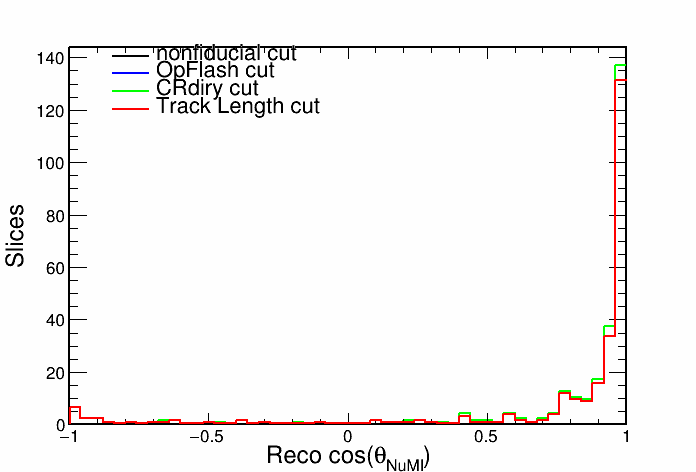 nonfiducial cut
OpFlash cut
CRdiry cut
Track Length cut
140
120
100
80
60
40
20
0
Slices
−1 −0.5 0 0.5 1
Reco cos(θNuMI)